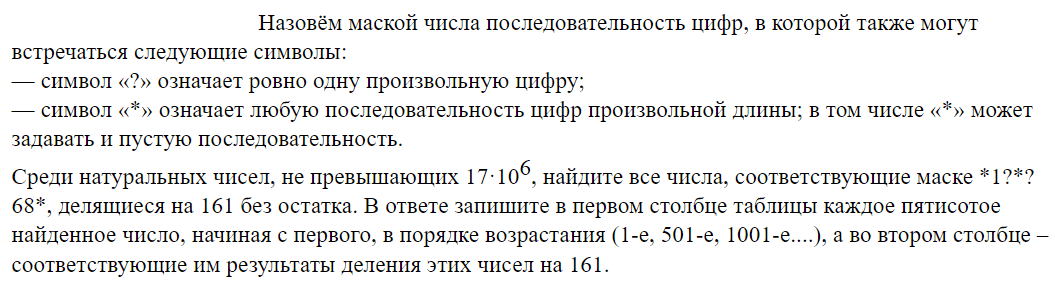 Назовём маской числа последовательность цифр, в которой также могут
встречаться следующие символы:
— символ «?» означает ровно одну произвольную цифру;
— символ «*» означает любую последовательность цифр произвольной длины; в том числе «*» может
задавать и пустую последовательность.
Среди натуральных чисел, не превышающих 17·10⁶, найдите все числа, соответствующие маске *1?*?
68*, делящиеся на 161 без остатка. В ответе запишите в первом столбце таблицы каждое пятисотое
найденное число, начиная с первого, в порядке возрастания (1-е, 501-е, 1001-е....), а во втором столбце –
соответствующие им результаты деления этих чисел на 161.